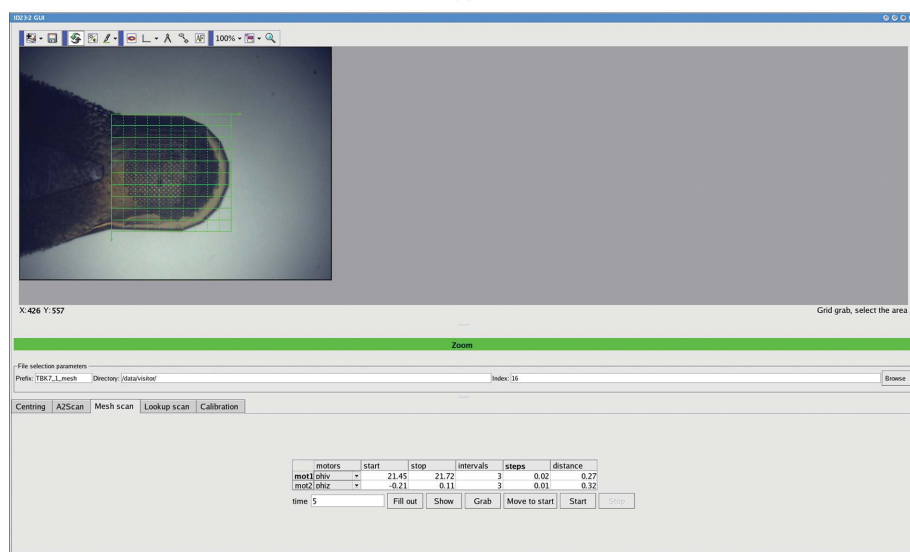 ID23-2 GUI
100%
X: 426 Y: 557 Grid grab, select the area
Zoom
File selection parameters
Prefix: TBK7_1_mesh Directory: /data/visitor/ Index: 16 Browse
Centring A2Scan Mesh scan Lookup scan Calibration
motors start stop intervals steps distance
mot1 phiy 21.45 21.72 3 0.02 0.27
mot2 phiz -0.21 0.11 3 0.01 0.32
time 5 Fill out Show Grab Move to start Start Stop